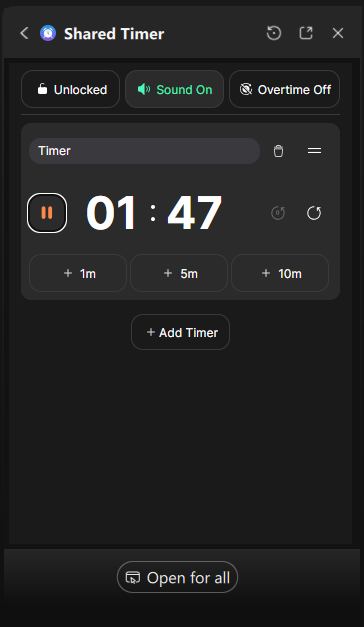 Shared Timer
Unlocked Sound On Overtime Off
Timer
01 : 47
+ 1m + 5m + 10m
+ Add Timer
Open for all